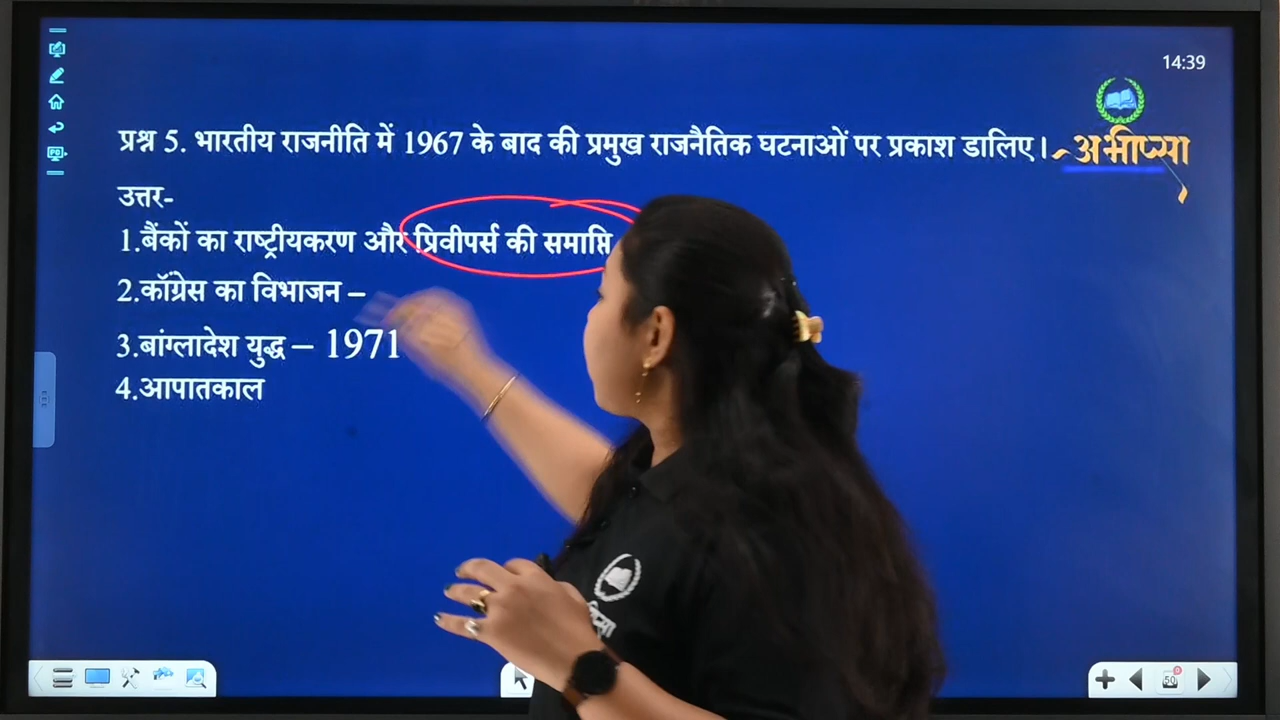 14:39
अभीप्सा
प्रश्न 5. भारतीय राजनीति में 1967 के बाद की प्रमुख राजनैतिक घटनाओं पर प्रकाश डालिए।
उत्तर-
1.बैंकों का राष्ट्रीयकरण और प्रिवीपर्स की समाप्ति
2.कॉंग्रेस का विभाजन –
3.बांग्लादेश युद्ध – 1971
4.आपातकाल
50